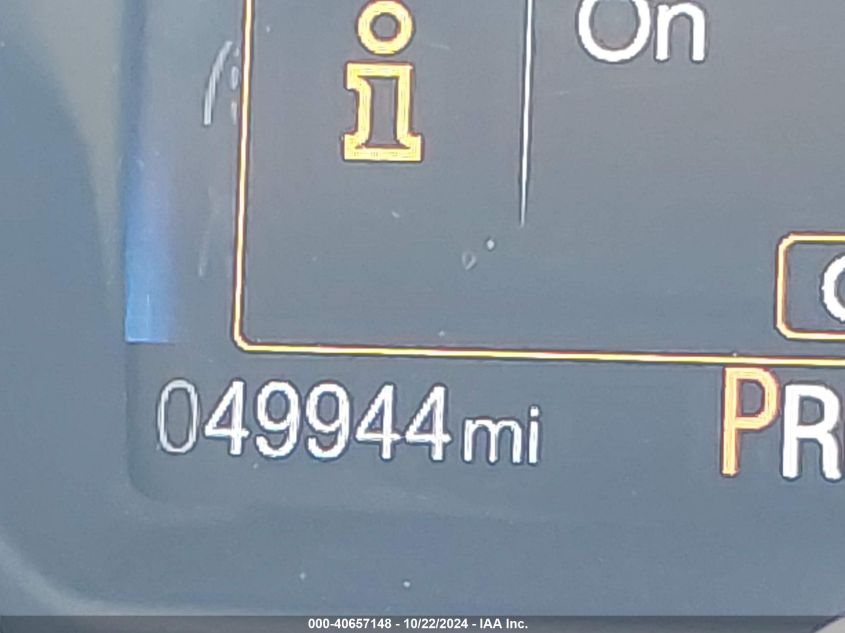 i On
049944mi PR
000-40657148 - 10/22/2024 - IAA Inc.